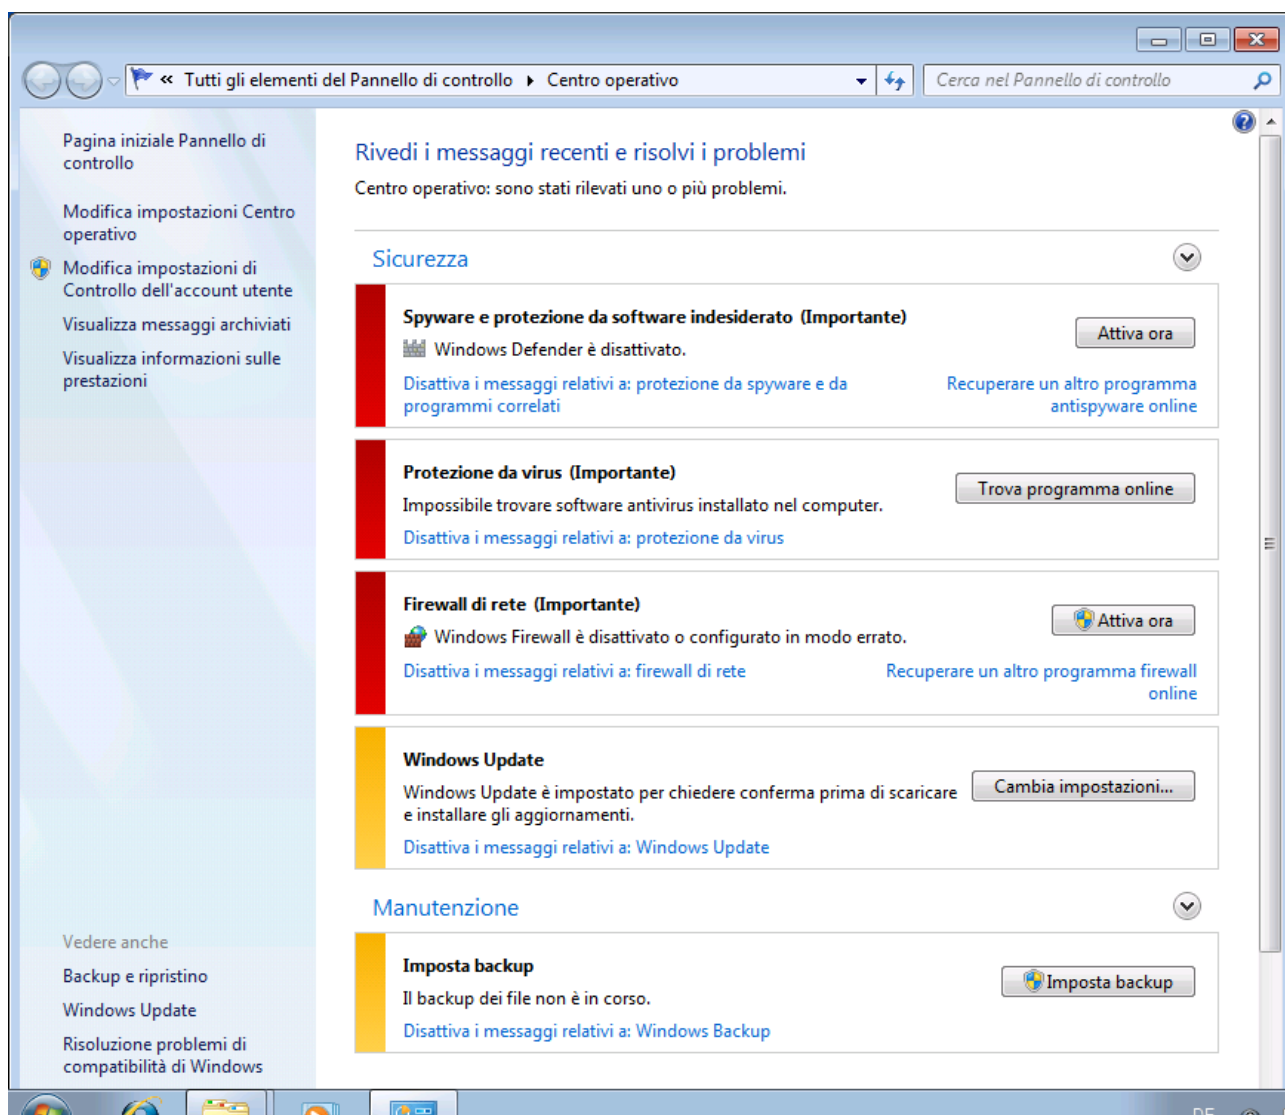 « Tutti gli elementi del Pannello di controllo ▸ Centro operativo
Cerca nel Pannello di controllo
Pagina iniziale Pannello di
controllo
Modifica impostazioni Centro
operativo
Modifica impostazioni di
Controllo dell'account utente
Visualizza messaggi archiviati
Visualizza informazioni sulle
prestazioni
Vedere anche
Backup e ripristino
Windows Update
Risoluzione problemi di
compatibilità di Windows
Rivedi i messaggi recenti e risolvi i problemi
Centro operativo: sono stati rilevati uno o più problemi.
Sicurezza
Spyware e protezione da software indesiderato (Importante)
Windows Defender è disattivato.
Attiva ora
Disattiva i messaggi relativi a: protezione da spyware e da
programmi correlati
Recuperare un altro programma
antispyware online
Protezione da virus (Importante)
Impossibile trovare software antivirus installato nel computer.
Trova programma online
Disattiva i messaggi relativi a: protezione da virus
Firewall di rete (Importante)
Windows Firewall è disattivato o configurato in modo errato.
Attiva ora
Disattiva i messaggi relativi a: firewall di rete
Recuperare un altro programma firewall
online
Windows Update
Windows Update è impostato per chiedere conferma prima di scaricare
e installare gli aggiornamenti.
Cambia impostazioni...
Disattiva i messaggi relativi a: Windows Update
Manutenzione
Imposta backup
Il backup dei file non è in corso.
Imposta backup
Disattiva i messaggi relativi a: Windows Backup
DE